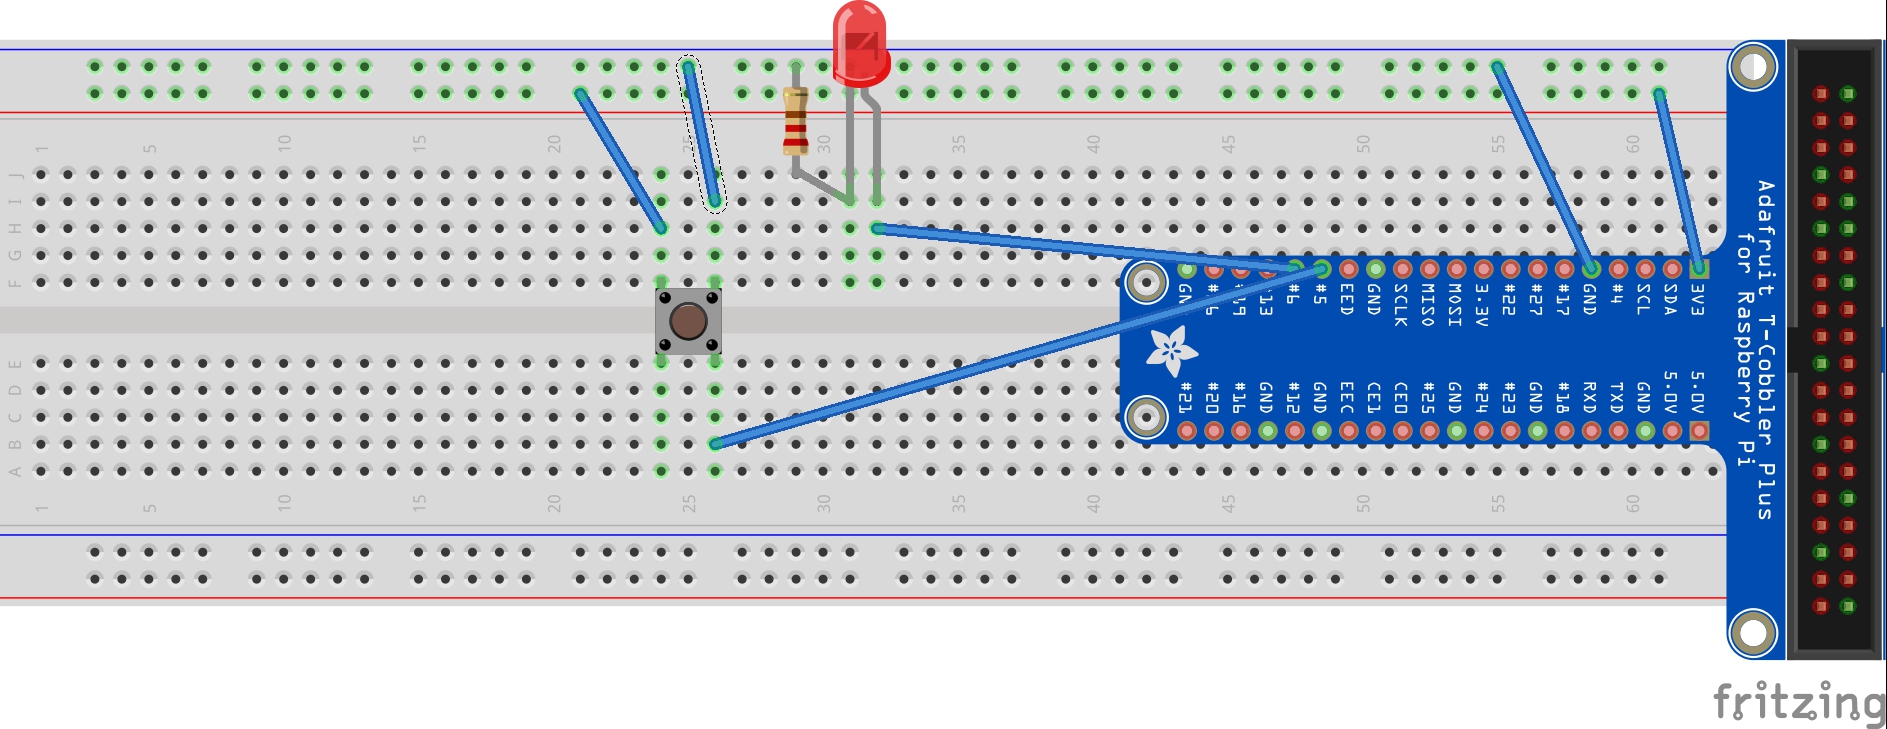 1 5 10 15 20 25 30 35 40 45 50 55 60
J
I
H
G
F
#13 #6 #5 EED GND SCLK MISO MOSI 3.3V #22 #27 #17 GND #4 SCL SDA 3V3
Adafruit T-Cobbler Plus
for Raspberry Pi
E
D
C
B
A
#21 #20 #16 GND #12 GND EEC CE1 CE0 #25 GND #24 #23 GND #18 RXD TXD GND 5.0V 5.0V
1 5 10 15 20 25 30 35 40 45 50 55 60
fritzing